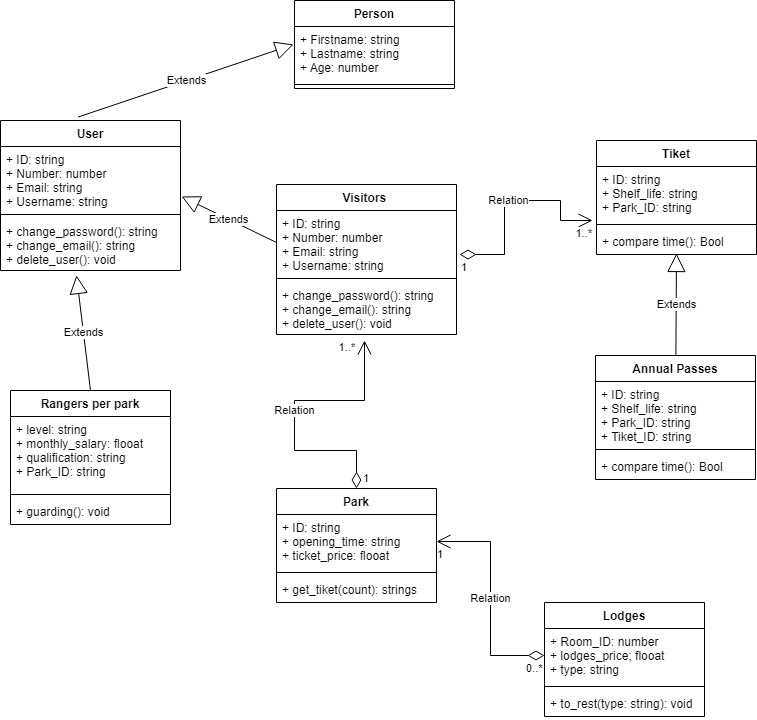 Person
+ Firstname: string
+ Lastname: string
+ Age: number
Extends
User
+ ID: string
+ Number: number
+ Email: string
+ Username: string
+ change_password(): string
+ change_email(): string
+ delete_user(): void
Extends
Visitors
+ ID: string
+ Number: number
+ Email: string
+ Username: string
+ change_password(): string
+ change_email(): string
+ delete_user(): void
Relation
1
1..*
Tiket
+ ID: string
+ Shelf_life: string
+ Park_ID: string
+ compare time(): Bool
Extends
Extends
Annual Passes
+ ID: string
+ Shelf_life: string
+ Park_ID: string
+ Tiket_ID: string
+ compare time(): Bool
Rangers per park
+ level: string
+ monthly_salary: flooat
+ qualification: string
+ Park_ID: string
+ guarding(): void
1..*
Relation
1
Park
+ ID: string
+ opening_time: string
+ ticket_price: flooat
+ get_tiket(count): strings
1
Relation
0..*
Lodges
+ Room_ID: number
+ lodges_price; flooat
+ type: string
+ to_rest(type: string): void